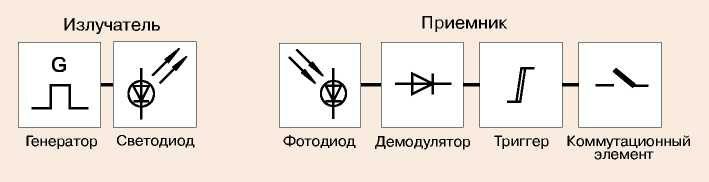 Излучатель
Приемник
G
Генератор
Светодиод
Фотодиод
Демодулятор
Триггер
Коммутационный
элемент